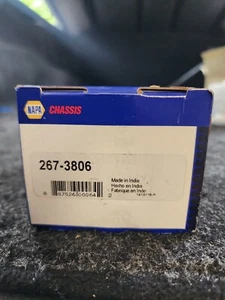 NAPA CHASSIS
267-3806
Made in India
Hecho en India
Fabriqué en Inde